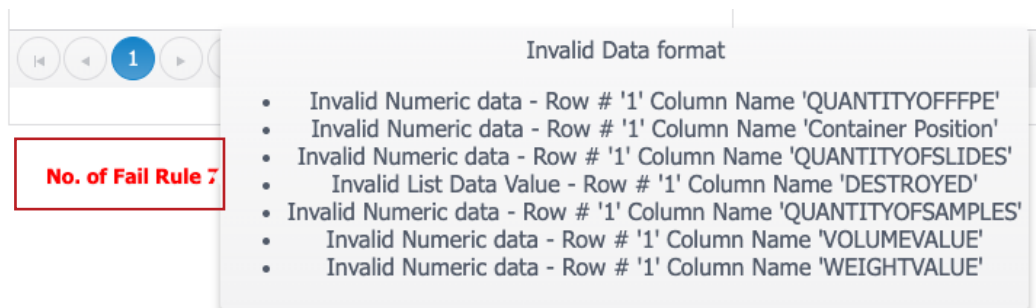 1
Invalid Data format
• Invalid Numeric data - Row # '1' Column Name 'QUANTITYOFFFPE'
• Invalid Numeric data - Row # '1' Column Name 'Container Position'
• Invalid Numeric data - Row # '1' Column Name 'QUANTITYOFSLIDES'
• Invalid List Data Value - Row # '1' Column Name 'DESTROYED'
• Invalid Numeric data - Row # '1' Column Name 'QUANTITYOFSAMPLES'
• Invalid Numeric data - Row # '1' Column Name 'VOLUMEVALUE'
• Invalid Numeric data - Row # '1' Column Name 'WEIGHTVALUE'
No. of Fail Rule 7